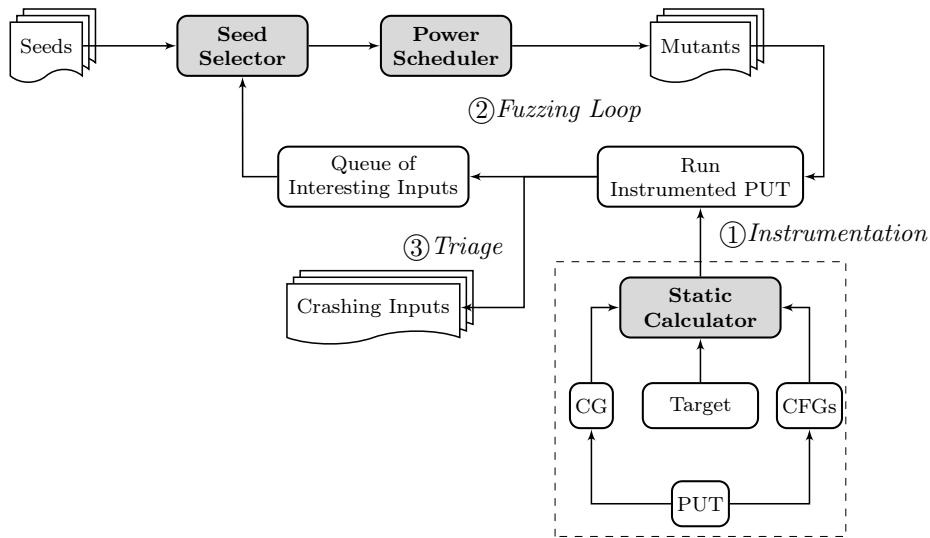 Seeds
Seed
Selector
Power
Scheduler
Mutants
②Fuzzing Loop
Queue of
Interesting Inputs
Run
Instrumented PUT
①Instrumentation
③Triage
Crashing Inputs
Static
Calculator
CG
Target
CFGs
PUT